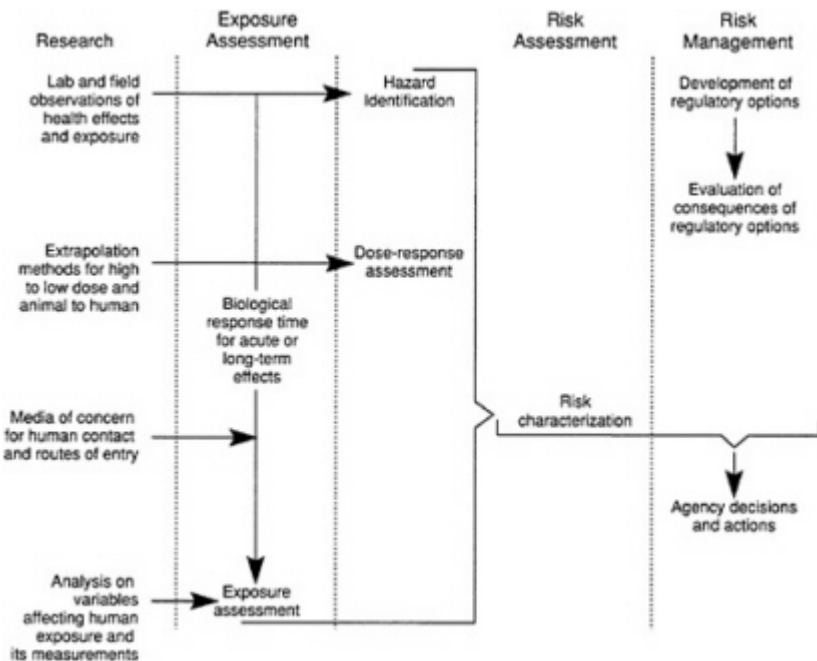 Research
Exposure
Assessment
Risk
Assessment
Risk
Management
Lab and field
observations of
health effects
and exposure
Hazard
Identification
Development of
regulatory options
Evaluation of
consequences of
regulatory options
Extrapolation
methods for high
to low dose and
animal to human
Dose-response
assessment
Biological
response time
for acute or
long-term
effects
Media of concern
for human contact
and routes of entry
Risk
characterization
Agency decisions
and actions
Analysis on
variables
affecting human
exposure and
its measurements
Exposure
assessment